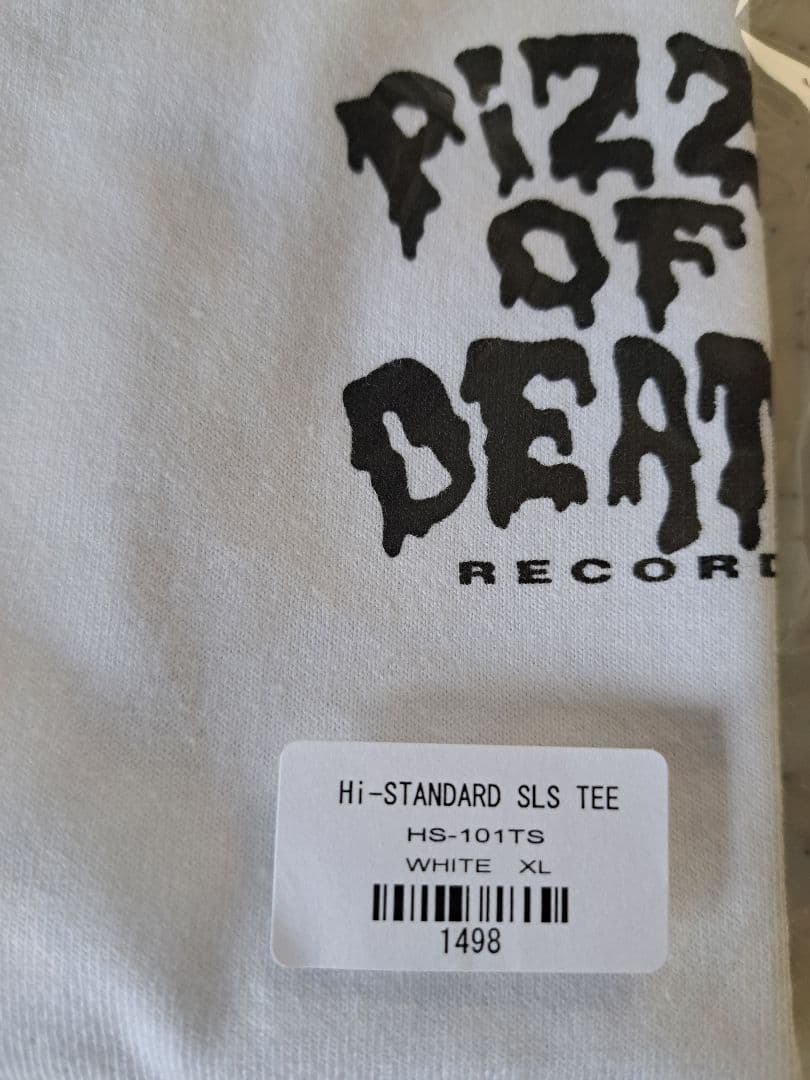 PiZZ
OF
DEAT
RECORD
Hi-STANDARD SLS TEE
HS-101TS
WHITE XL
1498